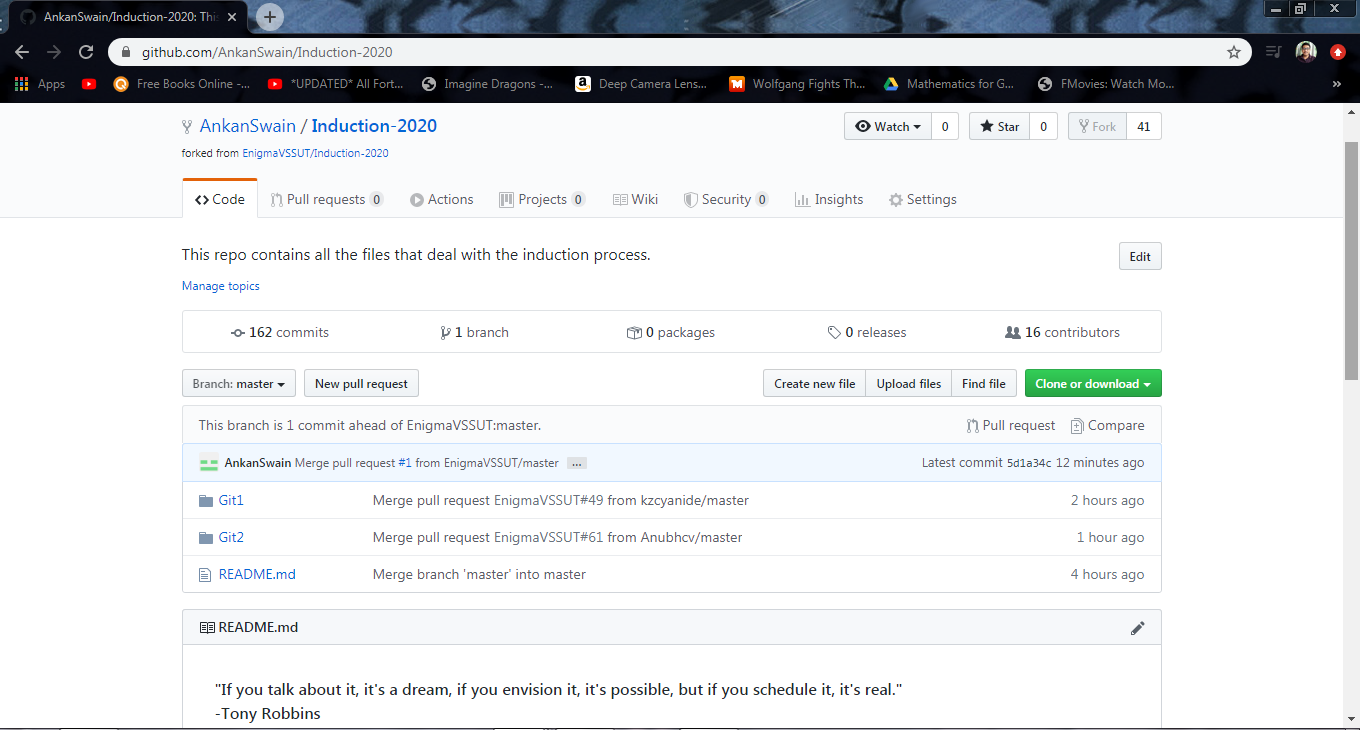 AnkanSwain/Induction-2020: This
github.com/AnkanSwain/Induction-2020
Apps Free Books Online -... *UPDATED* All Fort... Imagine Dragons -... Deep Camera Lens... Wolfgang Fights Th... Mathematics for G... FMovies: Watch Mo... »
AnkanSwain / Induction-2020 Watch 0 Star 0 Fork 41
forked from EnigmaVSSUT/Induction-2020
Code Pull requests 0 Actions Projects 0 Wiki Security 0 Insights Settings
This repo contains all the files that deal with the induction process. Edit
Manage topics
162 commits 1 branch 0 packages 0 releases 16 contributors
Branch: master New pull request Create new file Upload files Find file Clone or download
This branch is 1 commit ahead of EnigmaVSSUT:master. Pull request Compare
AnkanSwain Merge pull request #1 from EnigmaVSSUT/master ... Latest commit 5d1a34c 12 minutes ago
Git1 Merge pull request EnigmaVSSUT#49 from kzcyanide/master 2 hours ago
Git2 Merge pull request EnigmaVSSUT#61 from Anubhcv/master 1 hour ago
README.md Merge branch 'master' into master 4 hours ago
README.md
"If you talk about it, it's a dream, if you envision it, it's possible, but if you schedule it, it's real."
-Tony Robbins